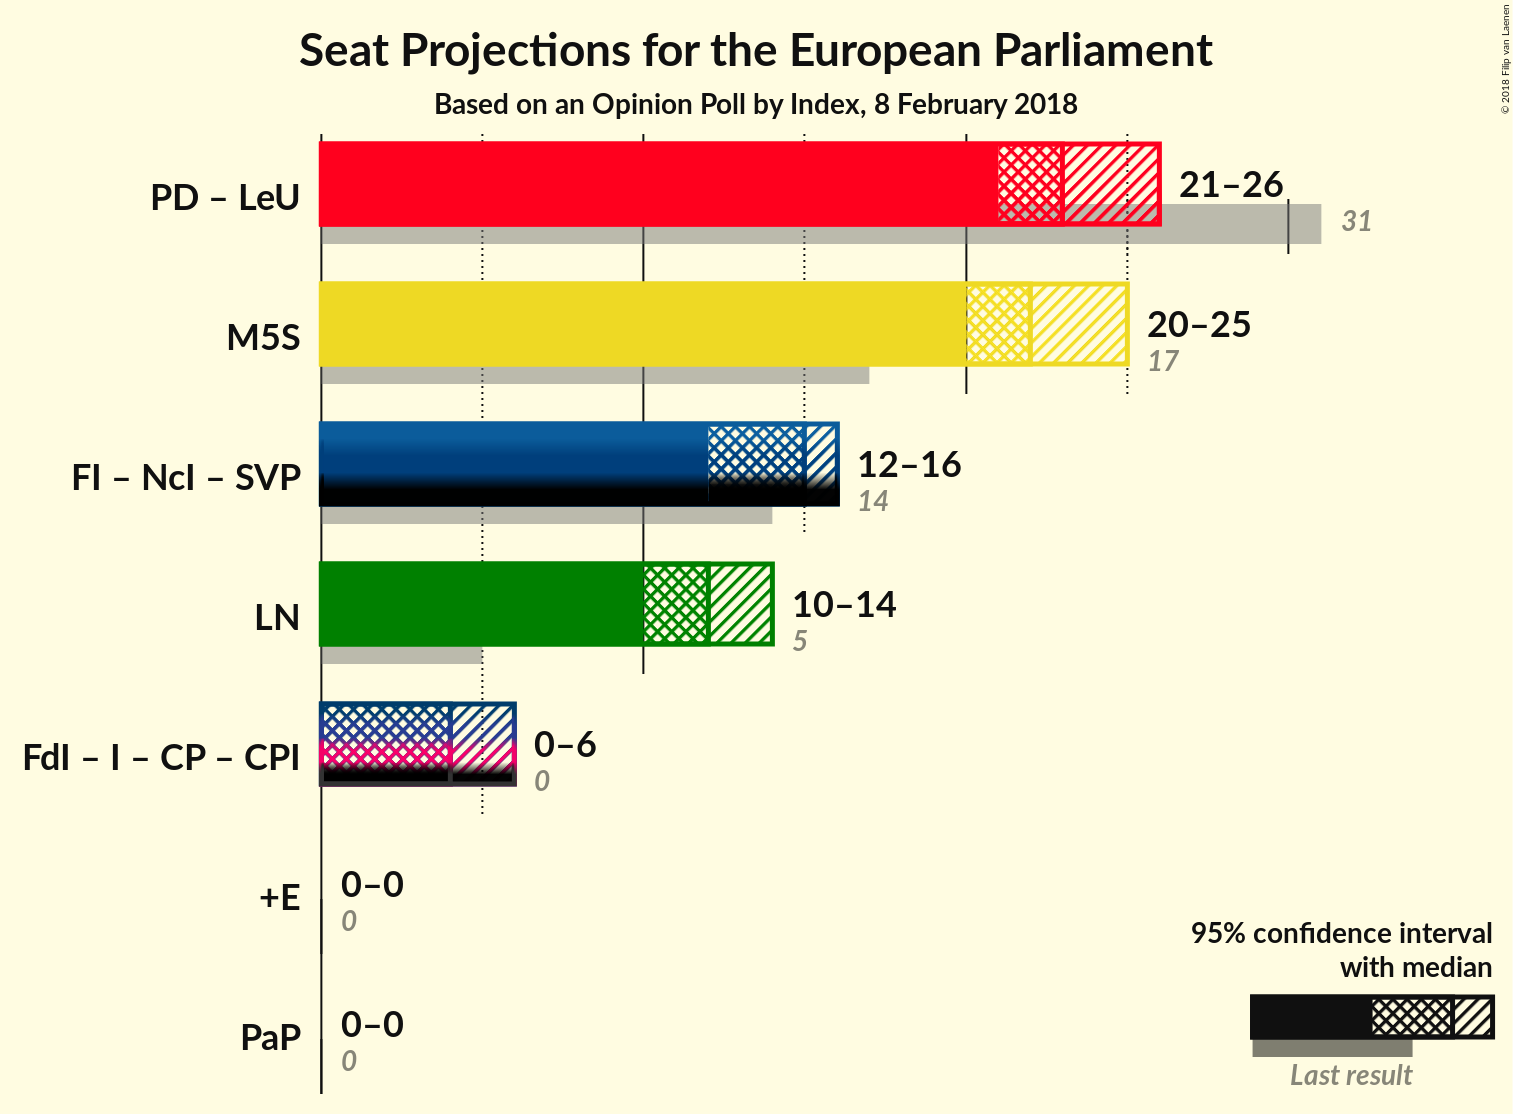 Seat Projections for the European Parliament
Based on an Opinion Poll by Index, 8 February 2018
© 2018 Filip van Laenen
PD – LeU
21–26
31
M5S
20–25
17
FI – NcI – SVP
12–16
14
LN
10–14
5
FdI – I – CP – CPI
0–6
0
+E
0–0
0
PaP
0–0
0
95% confidence interval
with median
Last result